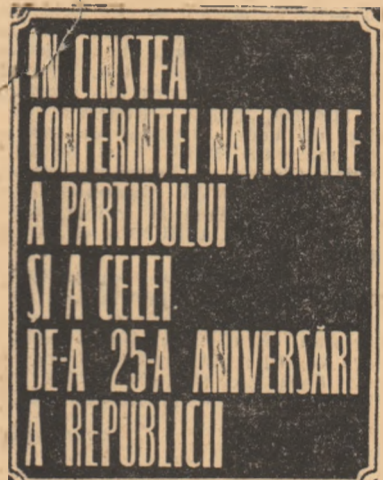 ÎN CINSTEA
CONFERINȚEI NAȚIONALE
A PARTIDULUI
ȘI A CELEI
DE-A 25-A ANIVERSĂRI
A REPUBLICII